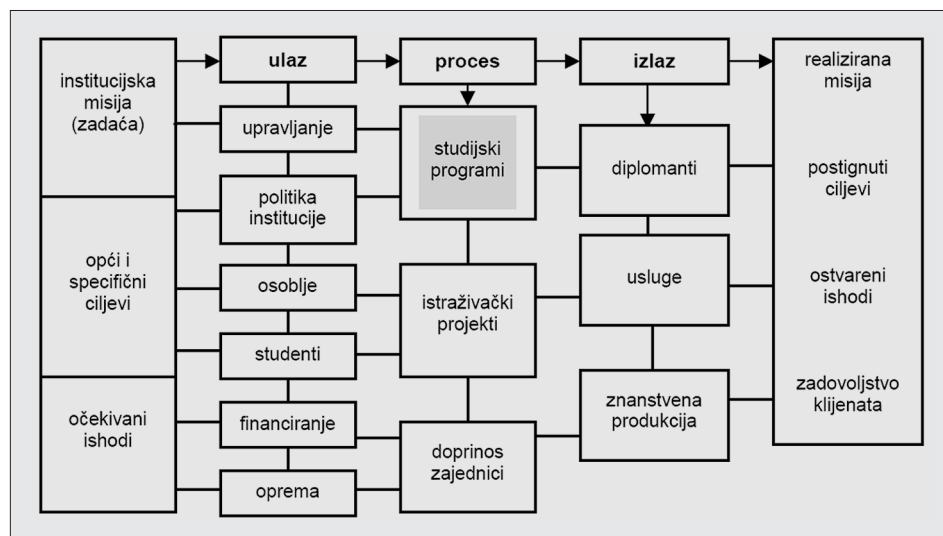 institucijska
misija
(zadaća)
opći i
specifični
ciljevi
očekivani
ishodi
ulaz
upravljanje
politika
institucije
osoblje
studenti
financiranje
oprema
proces
studijski
programi
istraživački
projekti
doprinos
zajednici
izlaz
diplomanti
usluge
znanstvena
produkcija
realizirana
misija
postignuti
ciljevi
ostvareni
ishodi
zadovoljstvo
klijenata